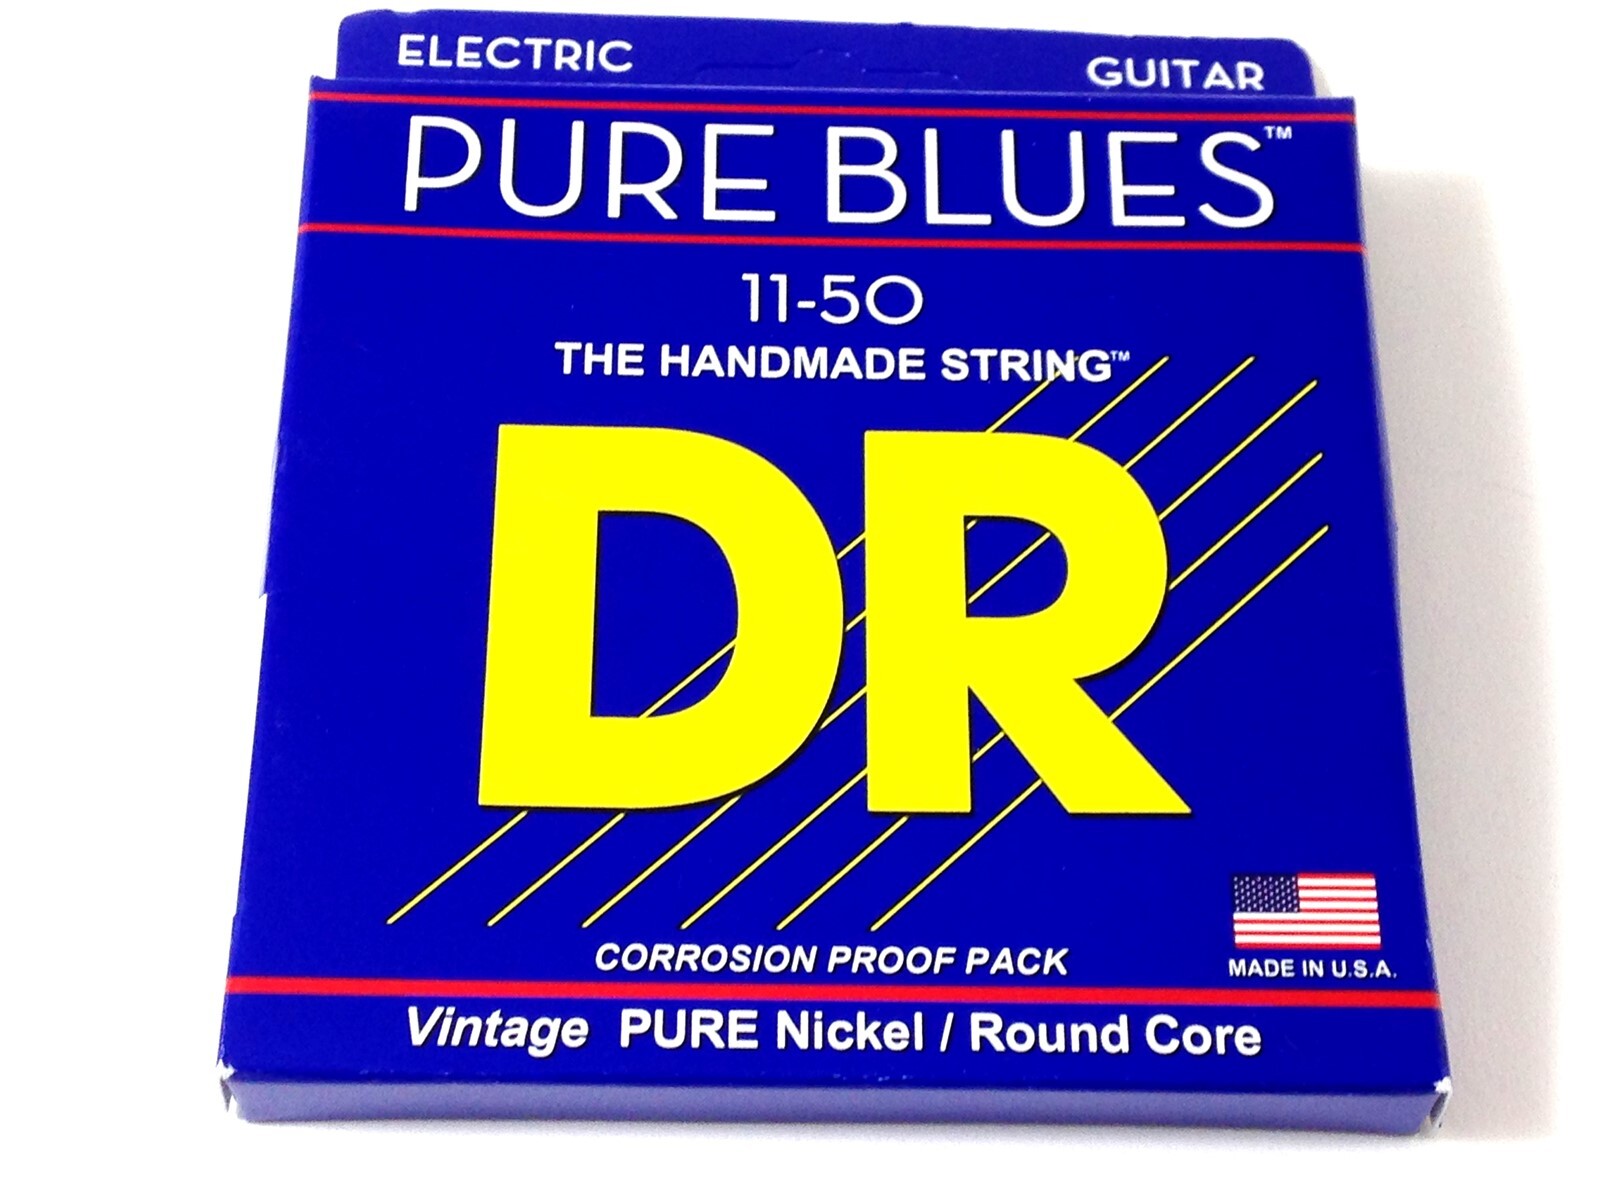 ELECTRIC GUITAR
PURE BLUES™
11-50
THE HANDMADE STRING™
DR
CORROSION PROOF PACK
MADE IN U.S.A.
Vintage PURE Nickel / Round Core